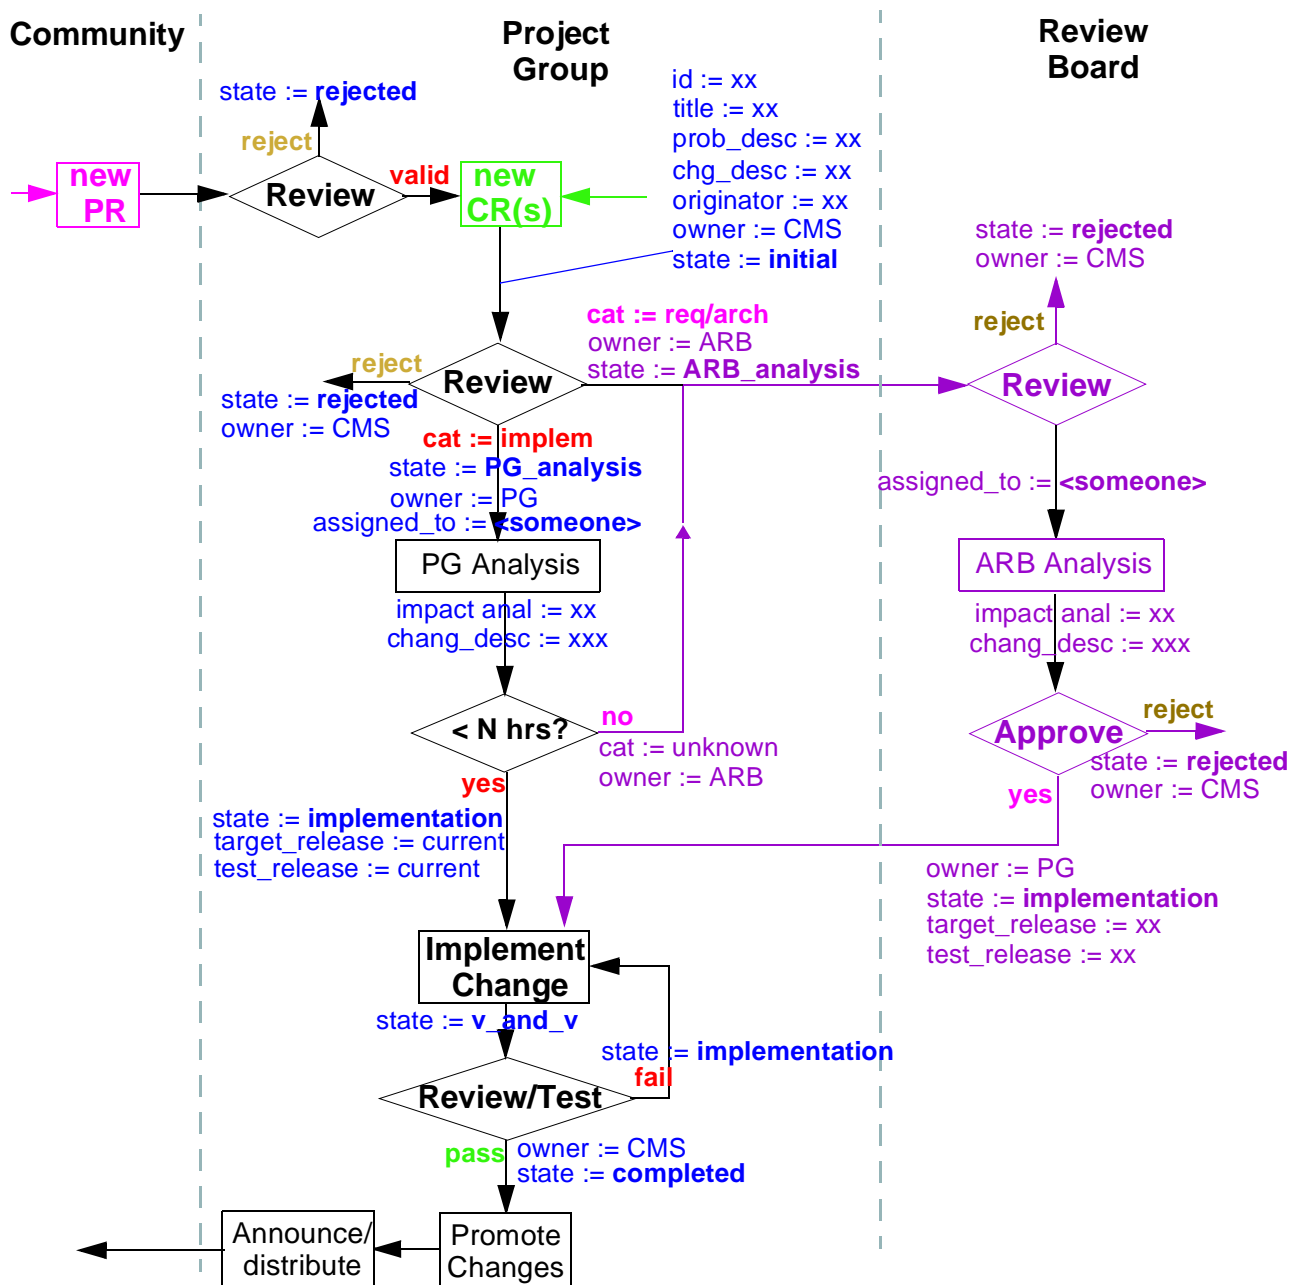 Community
Project
Group
Review
Board
state := rejected
id := xx
title := xx
prob_desc := xx
chg_desc := xx
originator := xx
owner := CMS
state := initial
reject
new
PR
Review
valid
new
CR(s)
state := rejected
owner := CMS
reject
cat := req/arch
owner := ARB
state := ARB_analysis
reject
Review
Review
state := rejected
owner := CMS
cat := implem
state := PG_analysis
owner := PG
assigned_to := <someone>
assigned_to := <someone>
PG Analysis
ARB Analysis
impact anal := xx
chang_desc := xxx
impact anal := xx
chang_desc := xxx
< N hrs?
no
cat := unknown
owner := ARB
yes
Approve
reject
state := rejected
owner := CMS
yes
state := implementation
target_release := current
test_release := current
owner := PG
state := implementation
target_release := xx
test_release := xx
Implement
Change
state := v_and_v
state := implementation
fail
Review/Test
pass
owner := CMS
state := completed
Announce/
distribute
Promote
Changes